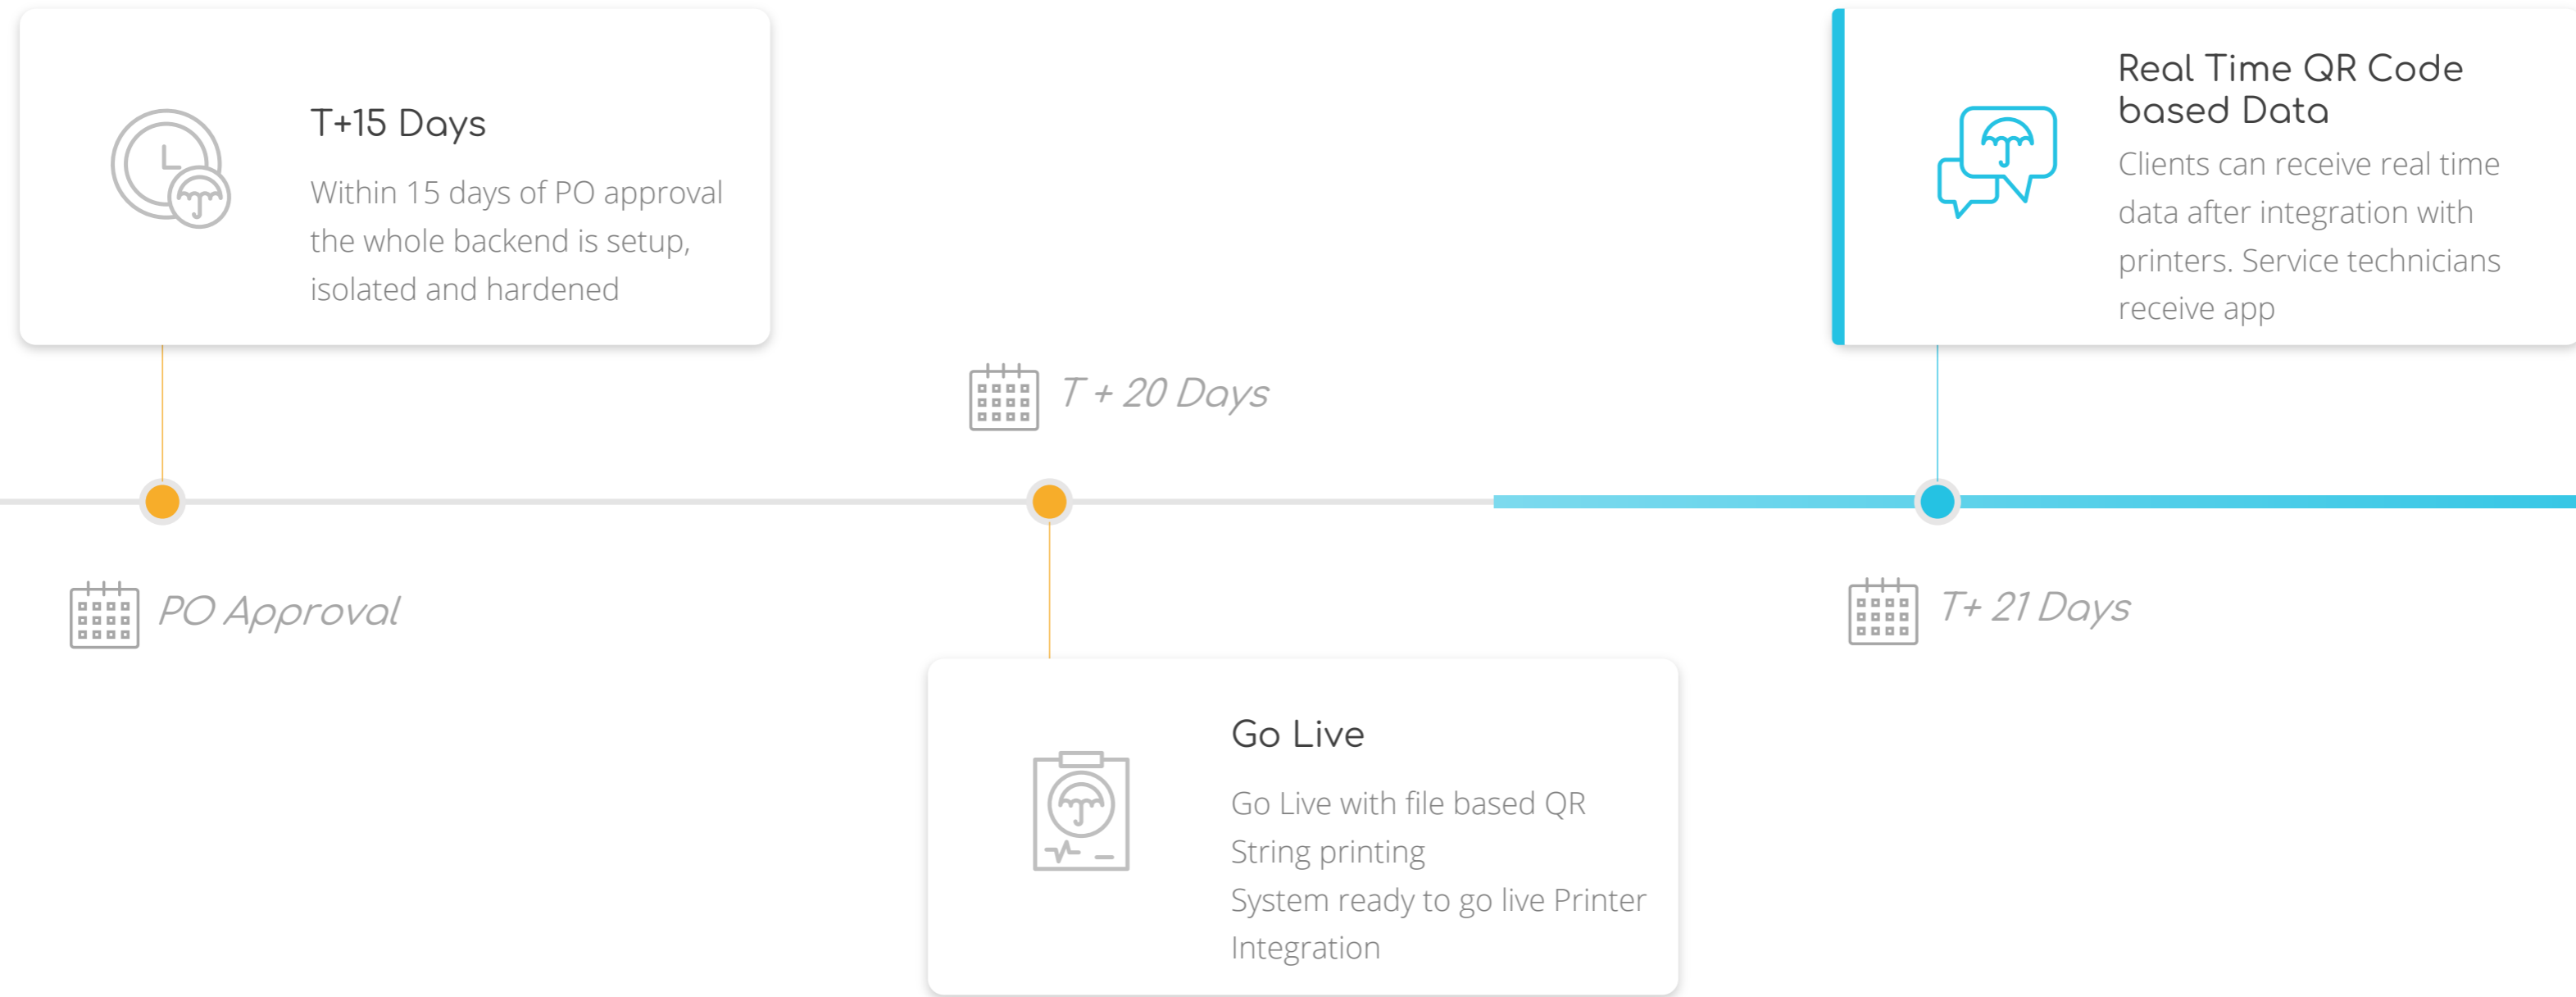 T+15 Days
Within 15 days of PO approval
the whole backend is setup,
isolated and hardened
PO Approval
T + 20 Days
Go Live
Go Live with file based QR
String printing
System ready to go live Printer
Integration
Real Time QR Code
based Data
Clients can receive real time
data after integration with
printers. Service technicians
receive app
T+ 21 Days